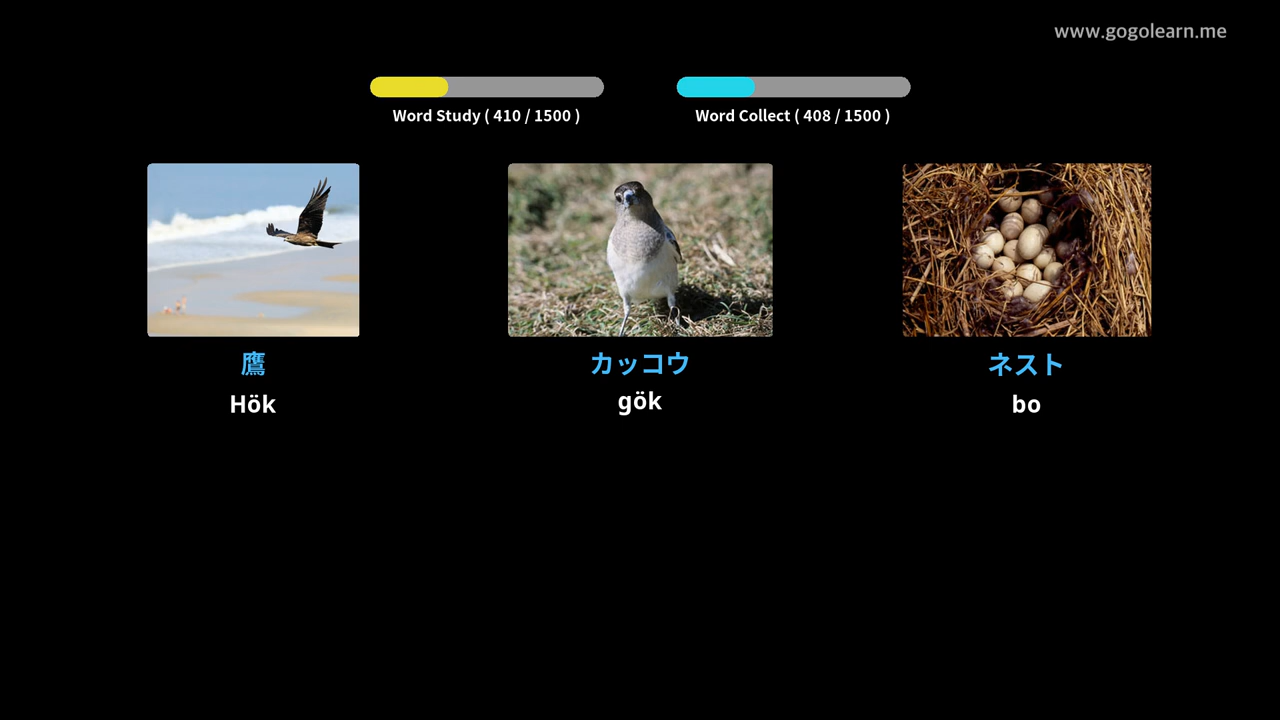 www.gogolearn.me
Word Study ( 410 / 1500 )
Word Collect ( 408 / 1500 )
鷹
カッコウ
ネスト
Hök
gök
bo